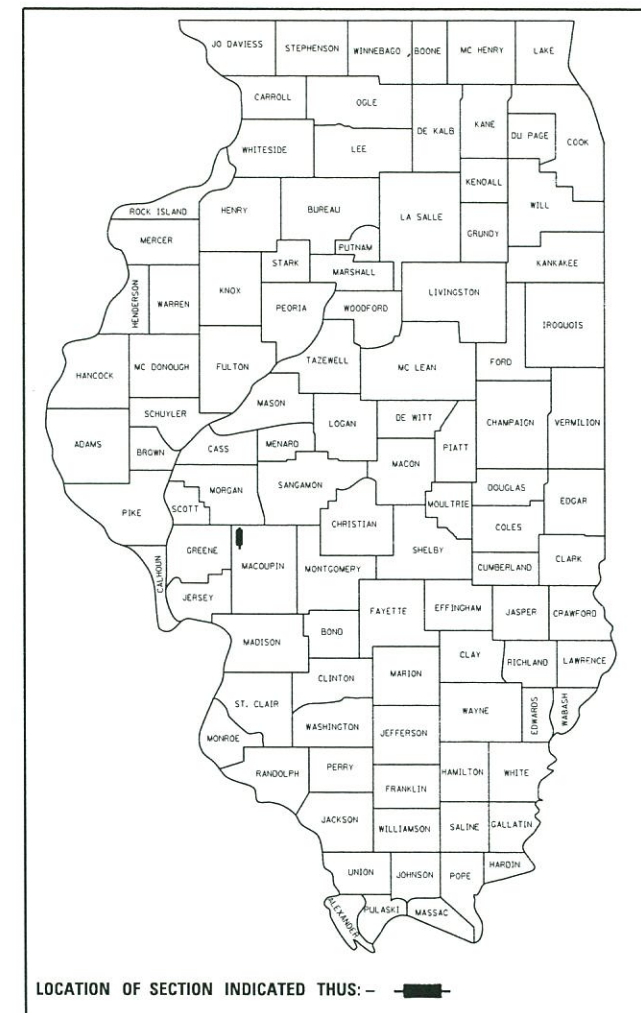 JO DAVIESS STEPHENSON WINNEBAGO BOONE MC HENRY LAKE
CARROLL OGLE DE KALB KANE DU PAGE COOK
WHITESIDE LEE
KENDALL
ROCK ISLAND HENRY BUREAU LA SALLE WILL
MERCER PUTNAM GRUNDY
STARK MARSHALL KANKAKEE
HENDERSON WARREN KNOX PEORIA WOODFORD LIVINGSTON
IROQUOIS
HANCOCK MC DONOUGH FULTON TAZEWELL MC LEAN FORD
MASON
SCHUYLER LOGAN DE WITT CHAMPAIGN VERMILION
ADAMS BROWN CASS MENARD MACON PIATT
MORGAN SANGAMON DOUGLAS
PIKE SCOTT CHRISTIAN MOULTRIE COLES EDGAR
GREENE SHELBY
CALHOUN MACOUPIN MONTGOMERY CUMBERLAND CLARK
JERSEY FAYETTE EFFINGHAM JASPER CRAWFORD
MADISON BOND
CLAY RICHLAND LAWRENCE
CLINTON MARION
ST. CLAIR WAYNE EDWARDS WABASH
WASHINGTON JEFFERSON
MONROE
RANDOLPH PERRY HAMILTON WHITE
FRANKLIN
JACKSON WILLIAMSON SALINE GALLATIN
UNION JOHNSON POPE HARDIN
ALEXANDER PULASKI MASSAC
LOCATION OF SECTION INDICATED THUS: –